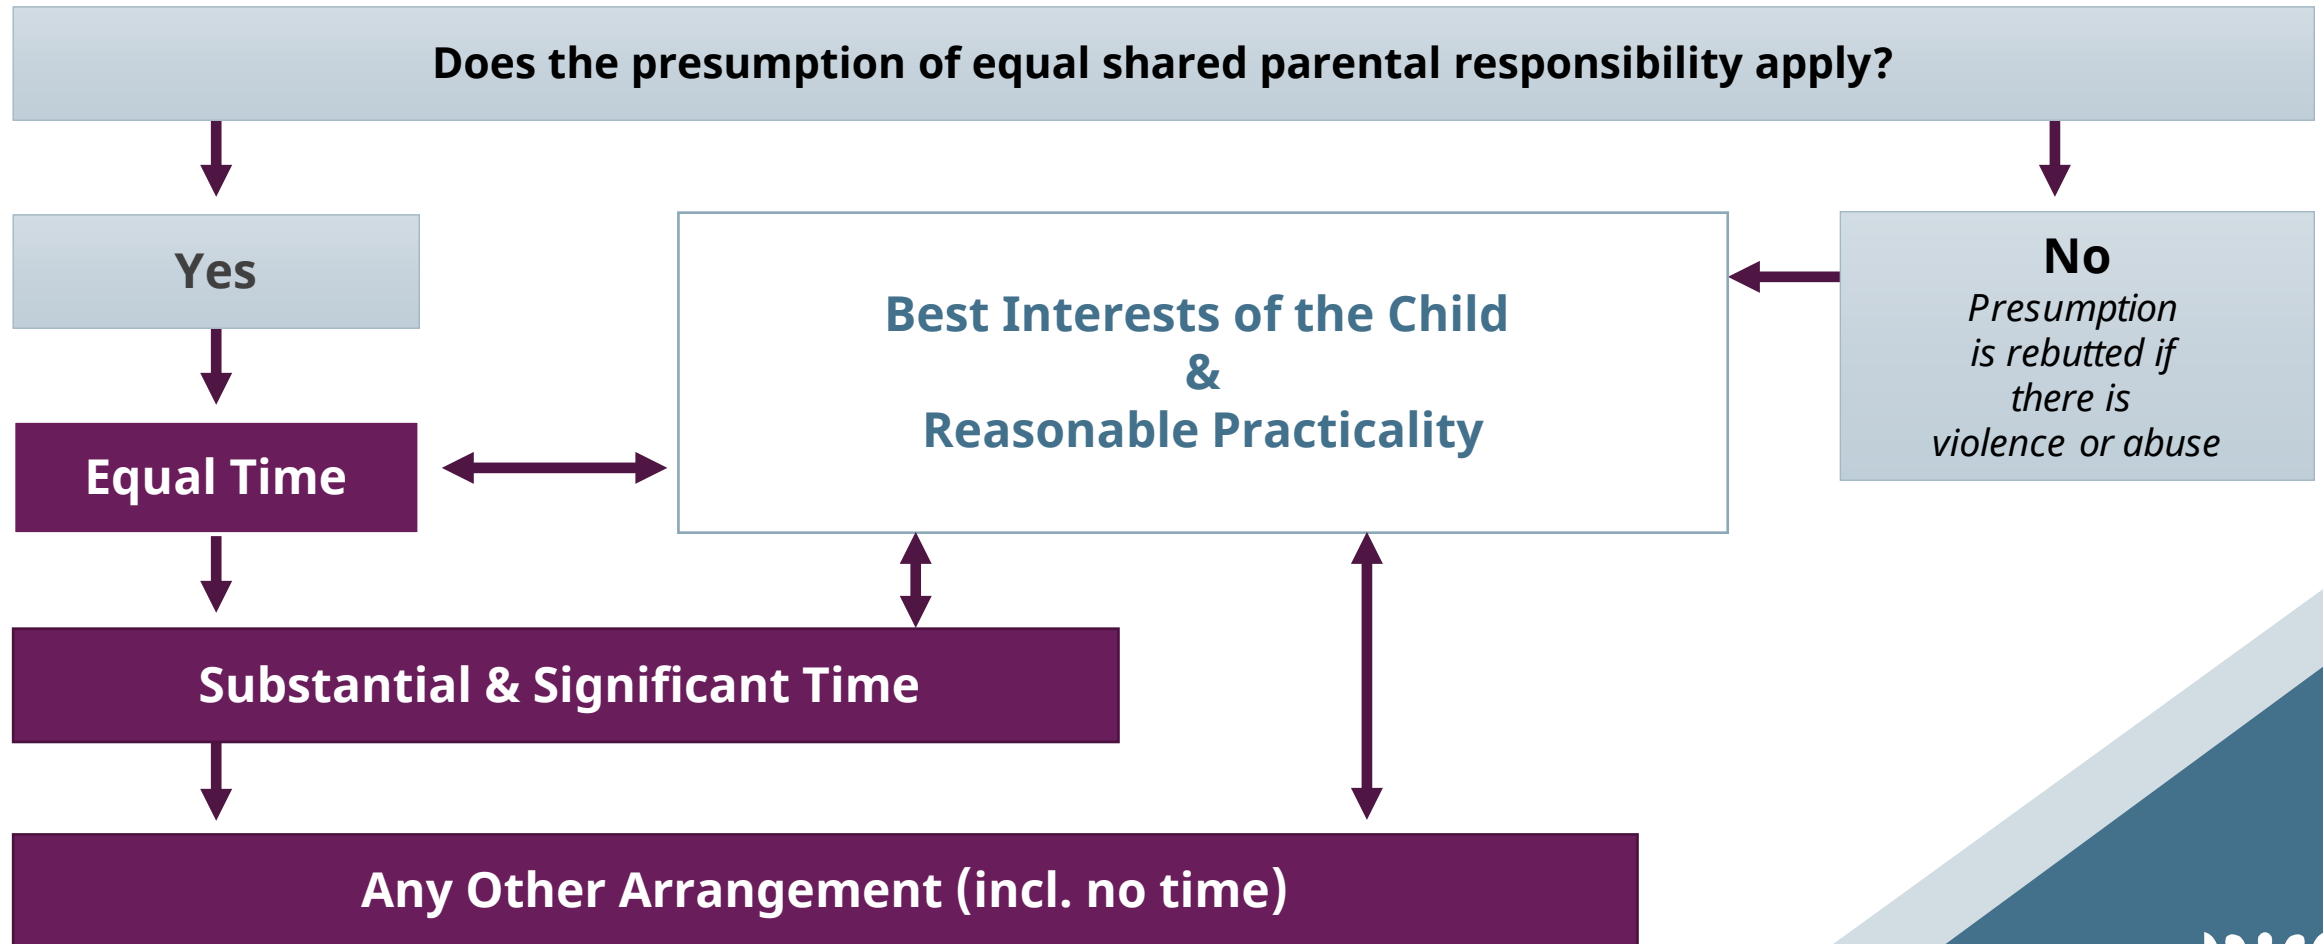 Does the presumption of equal shared parental responsibility apply?
Yes
Best Interests of the Child
&
Reasonable Practicality
No
Presumption
is rebutted if
there is
violence or abuse
Equal Time
Substantial & Significant Time
Any Other Arrangement (incl. no time)